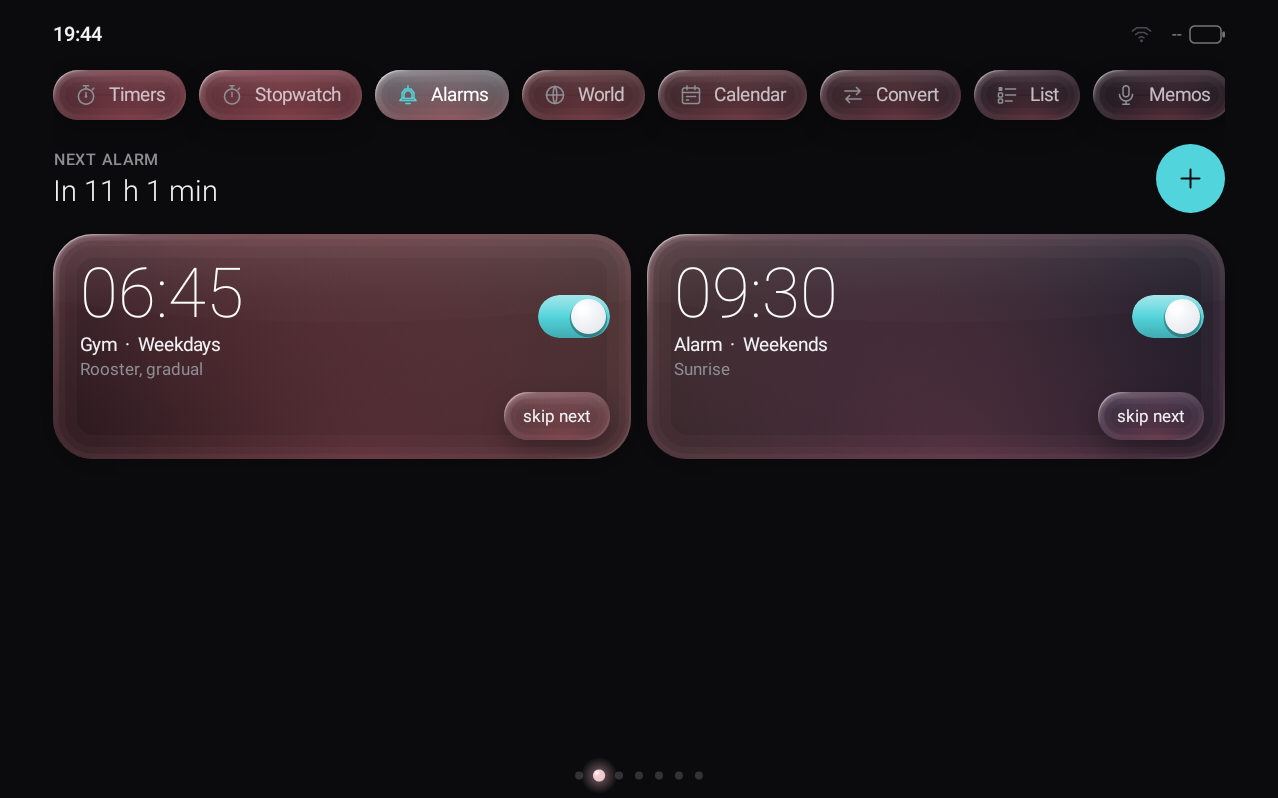 19:44
--
Timers Stopwatch Alarms World Calendar Convert List Memos
NEXT ALARM
In 11 h 1 min
+
06:45
Gym · Weekdays
Rooster, gradual
skip next
09:30
Alarm · Weekends
Sunrise
skip next